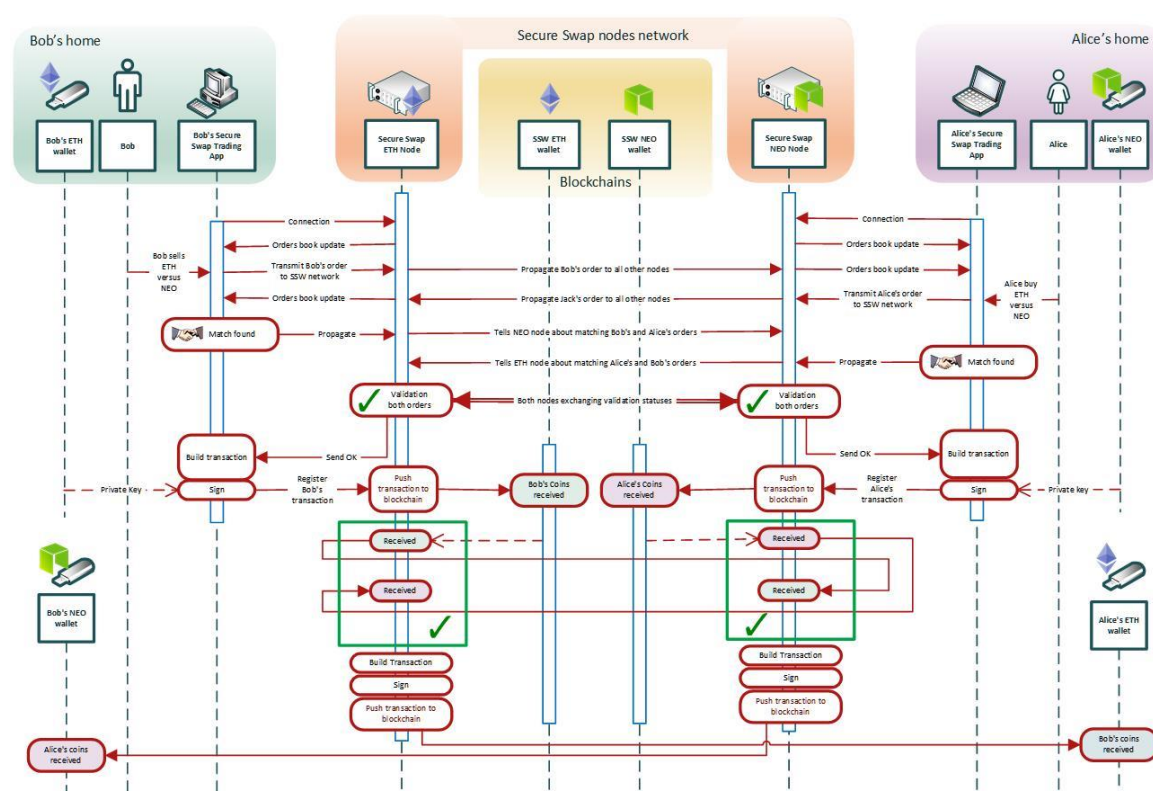 Bob's home
Secure Swap nodes network
Alice's home
Bob's ETH
wallet
Bob
Bob's Secure
Swap Trading
App
Secure Swap
ETH Node
SSW ETH
wallet
SSW NEO
wallet
Secure Swap
NEO Node
Alice's Secure
Swap Trading
App
Alice
Alice's NEO
wallet
Blockchains
Connection
Connection
Orders book update
Orders book update
Bob sells
ETH
versus
NEO
Transmit Bob's order
to SSW network
Propagate Bob's order to all other nodes
Orders book update
Orders book update
Propagate Jack's order to all other nodes
Transmit Alice's order
to SSW network
Alice buy
ETH
versus
NEO
Match found
Propagate
Tells NEO node about matching Bob's and Alice's orders
Tells ETH node about matching Alice's and Bob's orders
Propagate
Match found
Validation
both orders
Both nodes exchanging validation statuses
Validation
both orders
Build transaction
Send OK
Send OK
Build transaction
Private Key
Sign
Register
Bob's
transaction
Push
transaction to
blockchain
Bob's Coins
received
Alice's Coins
received
Push
transaction to
blockchain
Register
Alice's
transaction
Sign
Private key
Received
Received
Received
Received
Bob's NEO
wallet
Alice's ETH
wallet
Build Transaction
Build Transaction
Sign
Sign
Push transaction to
blockchain
Push transaction to
blockchain
Alice's coins
received
Bob's coins
received